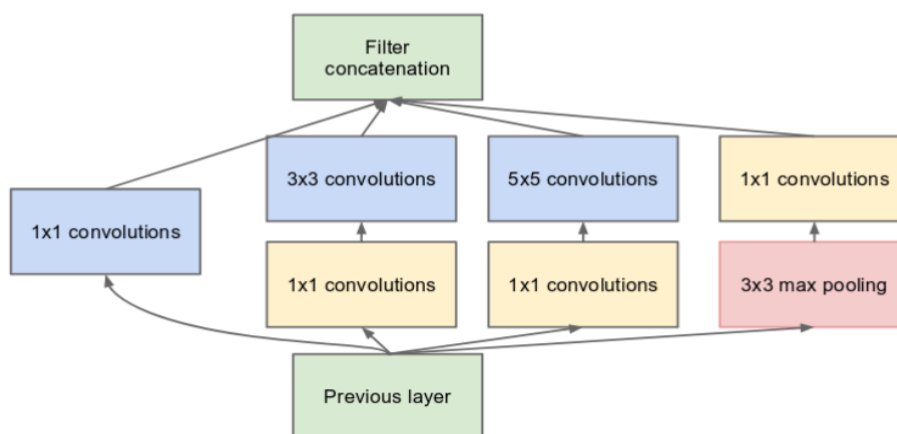 Filter
concatenation
3x3 convolutions
5x5 convolutions
1x1 convolutions
1x1 convolutions
1x1 convolutions
1x1 convolutions
3x3 max pooling
Previous layer